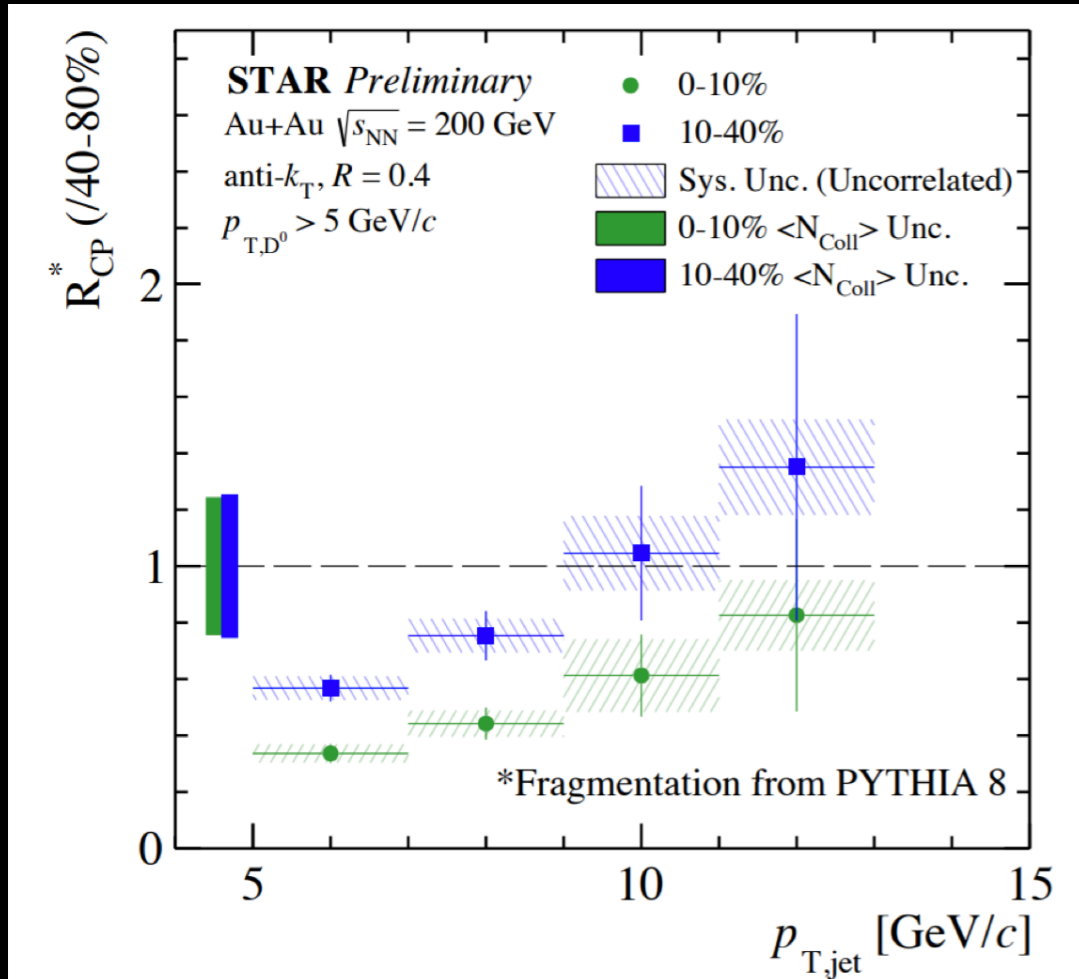 R*CP (/40-80%)
STAR Preliminary
Au+Au √sNN = 200 GeV
anti-kT, R = 0.4
pT,D0 > 5 GeV/c
0-10%
10-40%
Sys. Unc. (Uncorrelated)
0-10% <NColl> Unc.
10-40% <NColl> Unc.
2
1
0
*Fragmentation from PYTHIA 8
5
10
15
pT,jet [GeV/c]